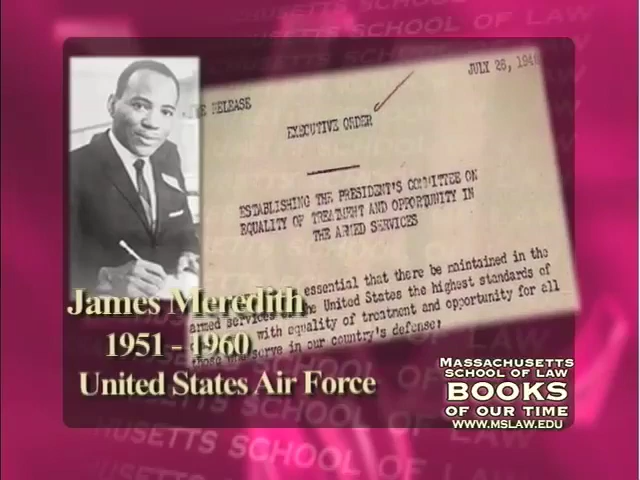 JULY 26, 194
RELEASE
EXECUTIVE ORDER
ESTABLISHING THE PRESIDENT'S COMMITTEE ON
EQUALITY OF TREATMENT AND OPPORTUNITY IN
THE ARMED SERVICES
essential that there be maintained in the
armed services the United States the highest standards of
with equality of treatment and opportunity for all
those serve in our country's defense:
James Meredith
1951 - 1960
United States Air Force
MASSACHUSETTS
SCHOOL OF LAW
BOOKS
OF OUR TIME
WWW.MSLAW.EDU